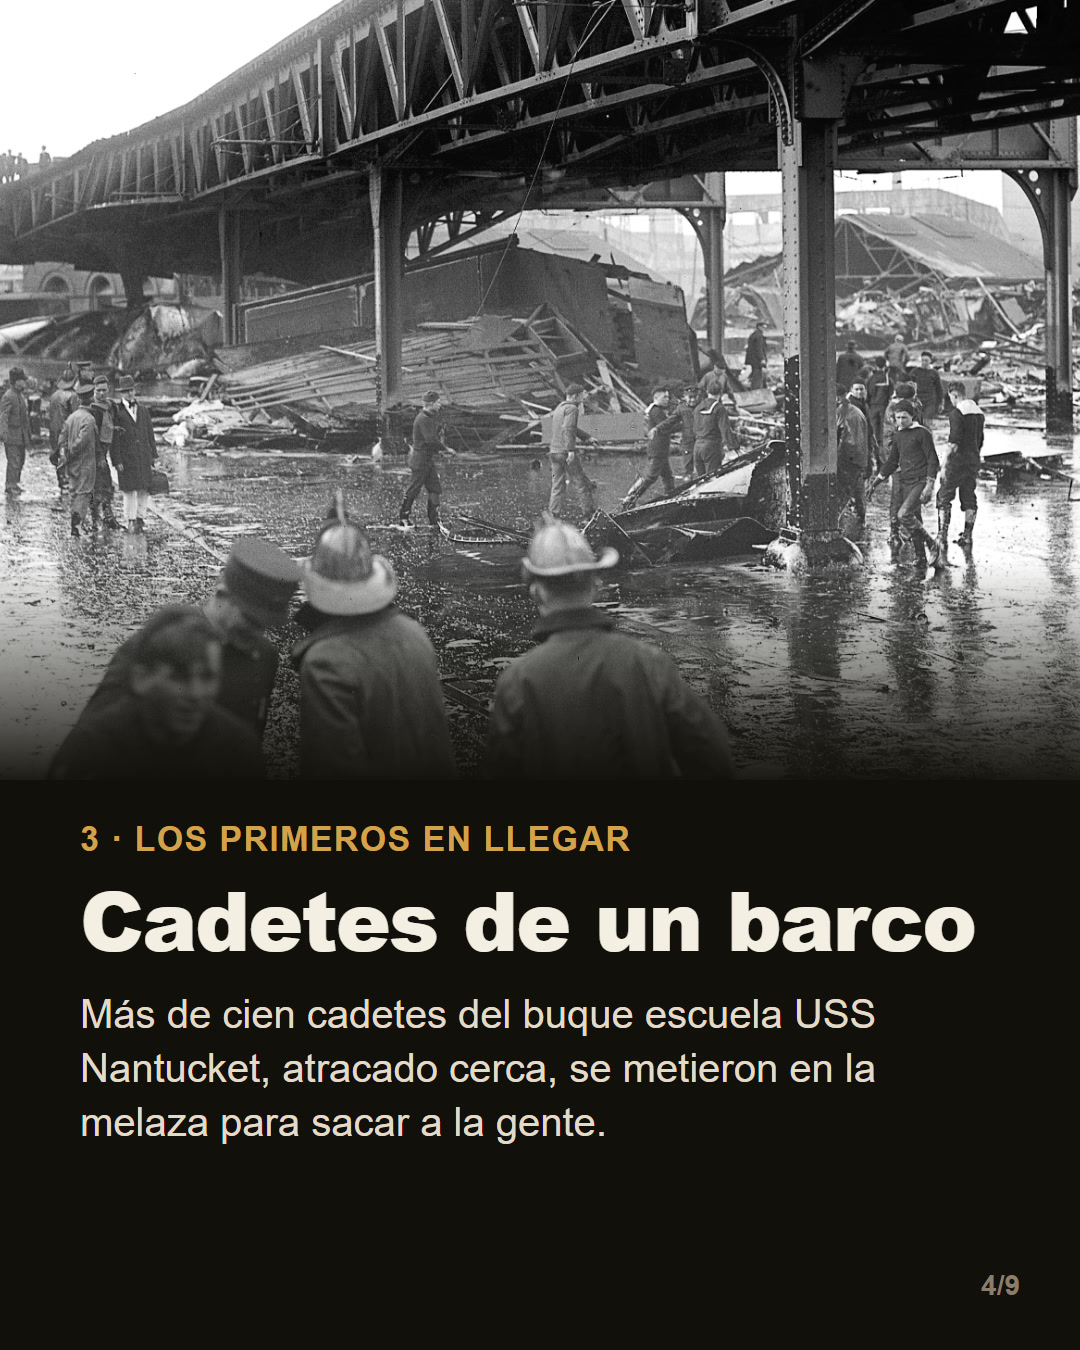 3 · LOS PRIMEROS EN LLEGAR
Cadetes de un barco
Más de cien cadetes del buque escuela USS
Nantucket, atracado cerca, se metieron en la
melaza para sacar a la gente.
4/9